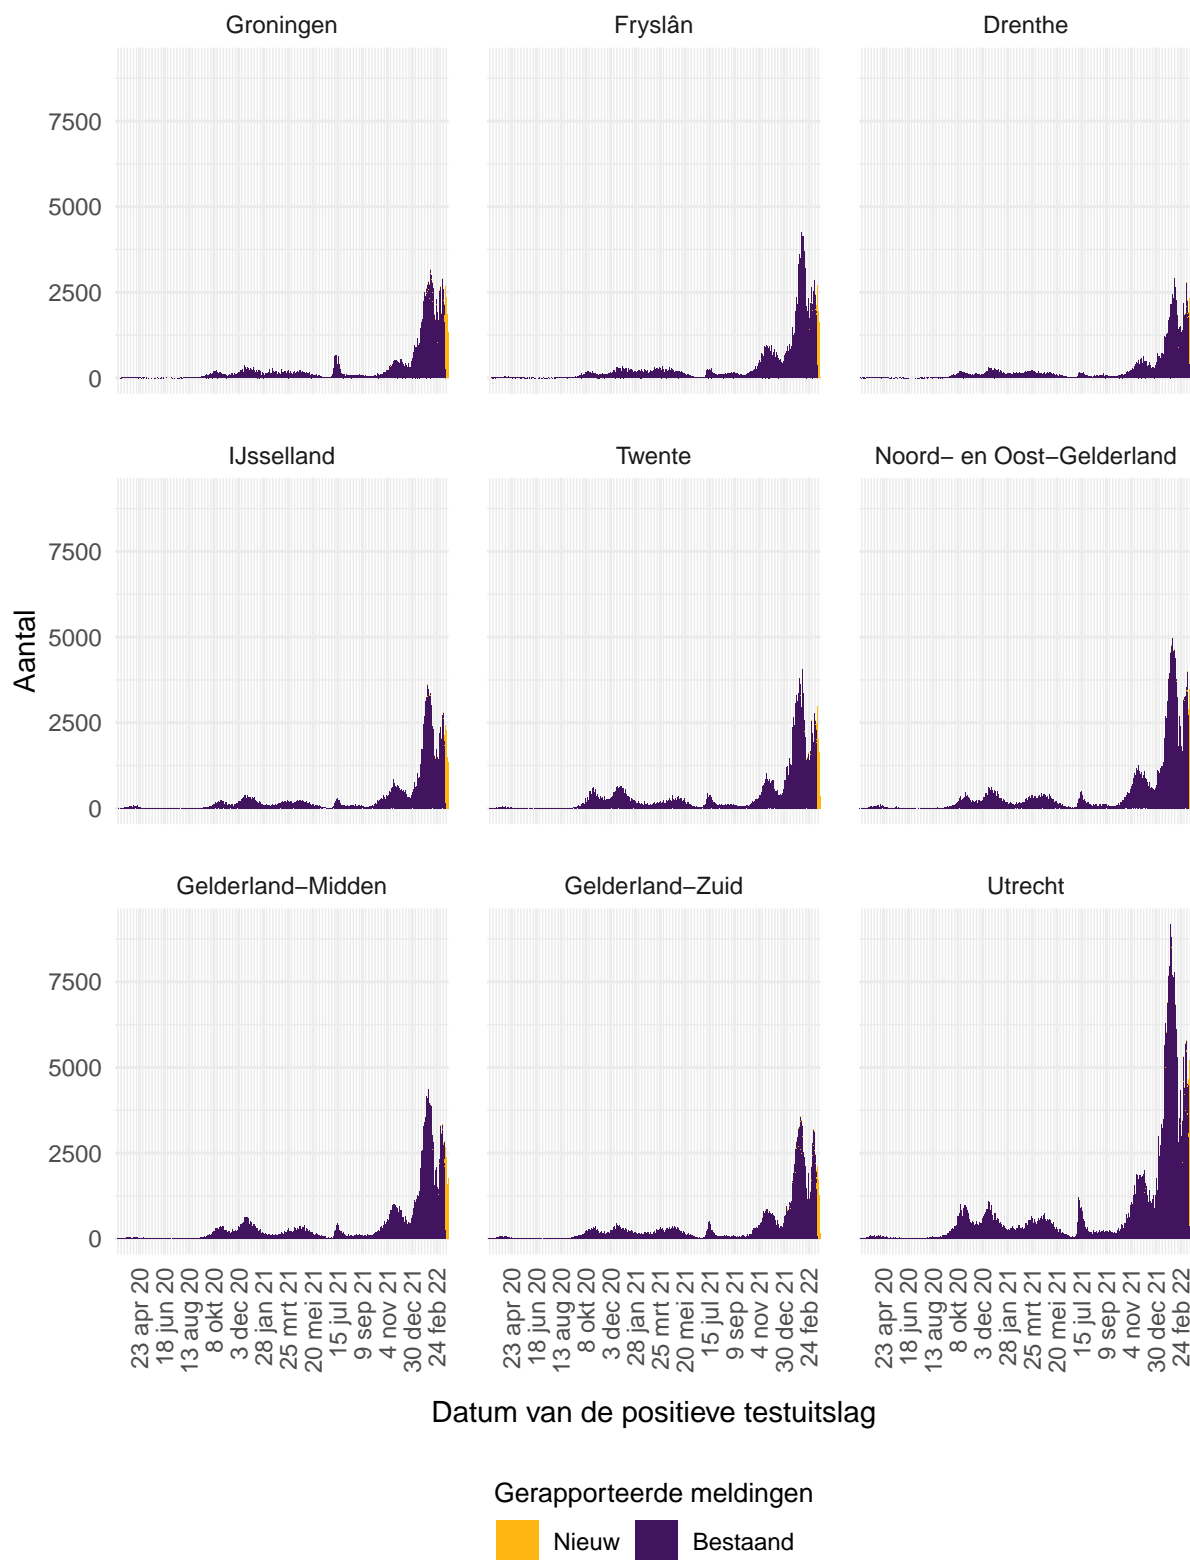 Groningen
Fryslân
Drenthe
7500
5000
2500
0
IJsselland
Twente
Noord− en Oost−Gelderland
7500
5000
2500
0
Aantal
Gelderland−Midden
Gelderland−Zuid
Utrecht
7500
5000
2500
0
23 apr 20
18 jun 20
13 aug 20
8 okt 20
3 dec 20
28 jan 21
25 mrt 21
20 mei 21
15 jul 21
9 sep 21
4 nov 21
30 dec 21
24 feb 22
23 apr 20
18 jun 20
13 aug 20
8 okt 20
3 dec 20
28 jan 21
25 mrt 21
20 mei 21
15 jul 21
9 sep 21
4 nov 21
30 dec 21
24 feb 22
23 apr 20
18 jun 20
13 aug 20
8 okt 20
3 dec 20
28 jan 21
25 mrt 21
20 mei 21
15 jul 21
9 sep 21
4 nov 21
30 dec 21
24 feb 22
Datum van de positieve testuitslag
Gerapporteerde meldingen
Nieuw
Bestaand